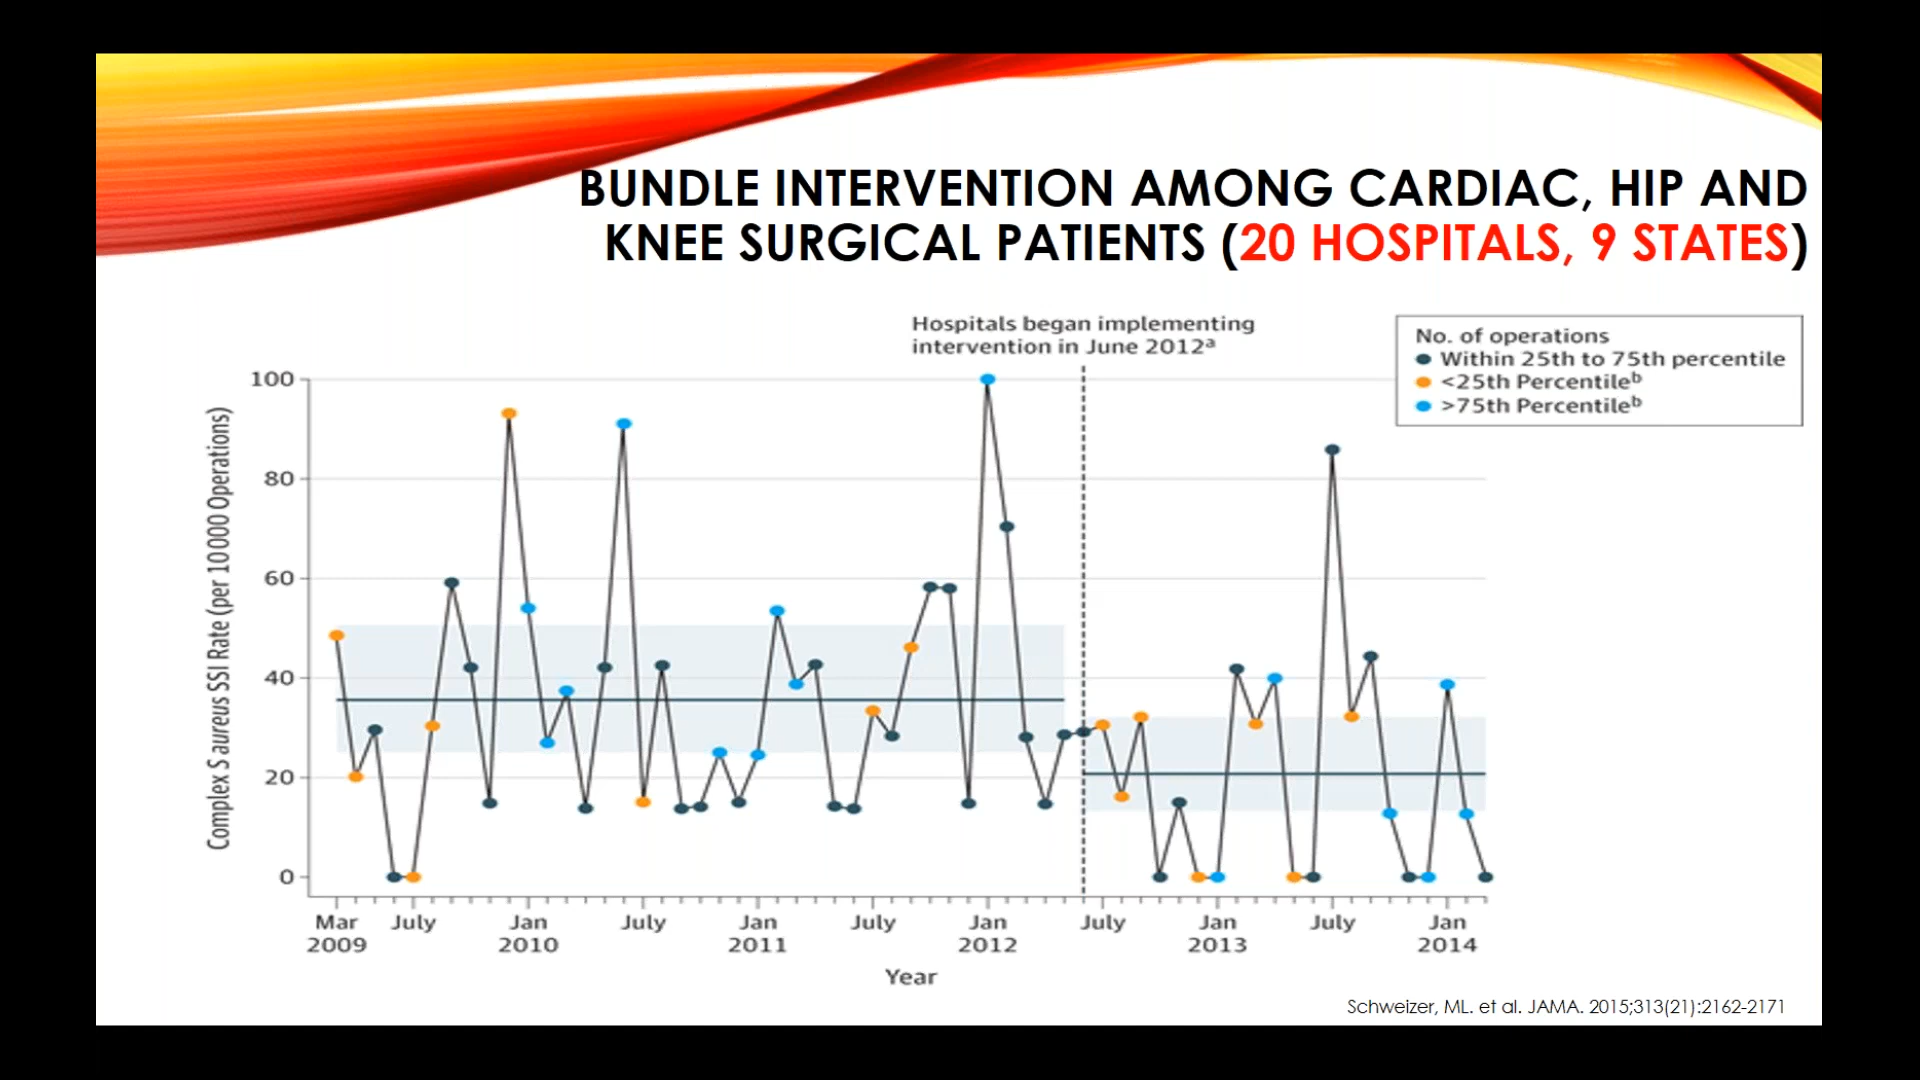 BUNDLE INTERVENTION AMONG CARDIAC, HIP AND
KNEE SURGICAL PATIENTS (20 HOSPITALS, 9 STATES)
Hospitals began implementing
intervention in June 2012ᵃ
No. of operations
Within 25th to 75th percentile
<25th Percentileᵇ
>75th Percentileᵇ
Complex S aureus SSI Rate (per 10 000 Operations)
100
80
60
40
20
0
Mar July Jan July Jan July Jan July Jan July Jan
2009 2010 2011 2012 2013 2014
Year
Schweizer, ML. et al. JAMA. 2015;313(21):2162-2171